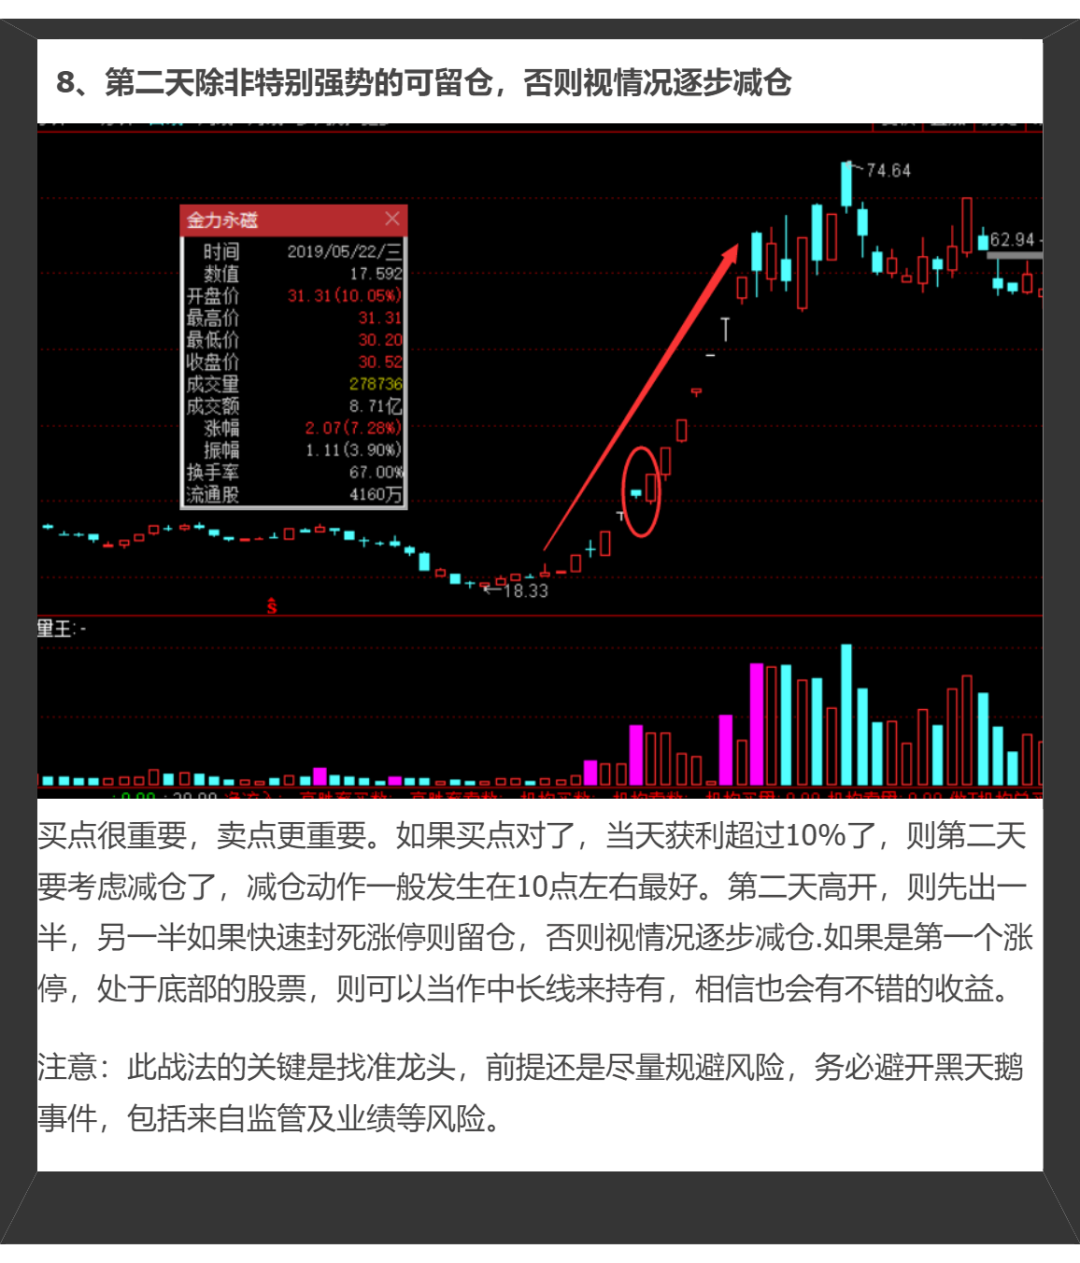 8、第二天除非特别强势的可留仓，否则视情况逐步减仓
74.64
金力永磁
时间 2019/05/22/三
数值 17.592
开盘价 31.31(10.05%)
最高价 31.31
最低价 30.20
收盘价 30.52
成交量 278736
成交额 8.71亿
涨幅 2.07(7.28%)
振幅 1.11(3.90%)
换手率 67.00%
流通股 4160万
62.94
18.33
ŝ
量王:-
买点很重要，卖点更重要。如果买点对了，当天获利超过10%了，则第二天
要考虑减仓了，减仓动作一般发生在10点左右最好。第二天高开，则先出一
半，另一半如果快速封死涨停则留仓，否则视情况逐步减仓.如果是第一个涨
停，处于底部的股票，则可以当作中长线来持有，相信也会有不错的收益。
注意：此战法的关键是找准龙头，前提还是尽量规避风险，务必避开黑天鹅
事件，包括来自监管及业绩等风险。